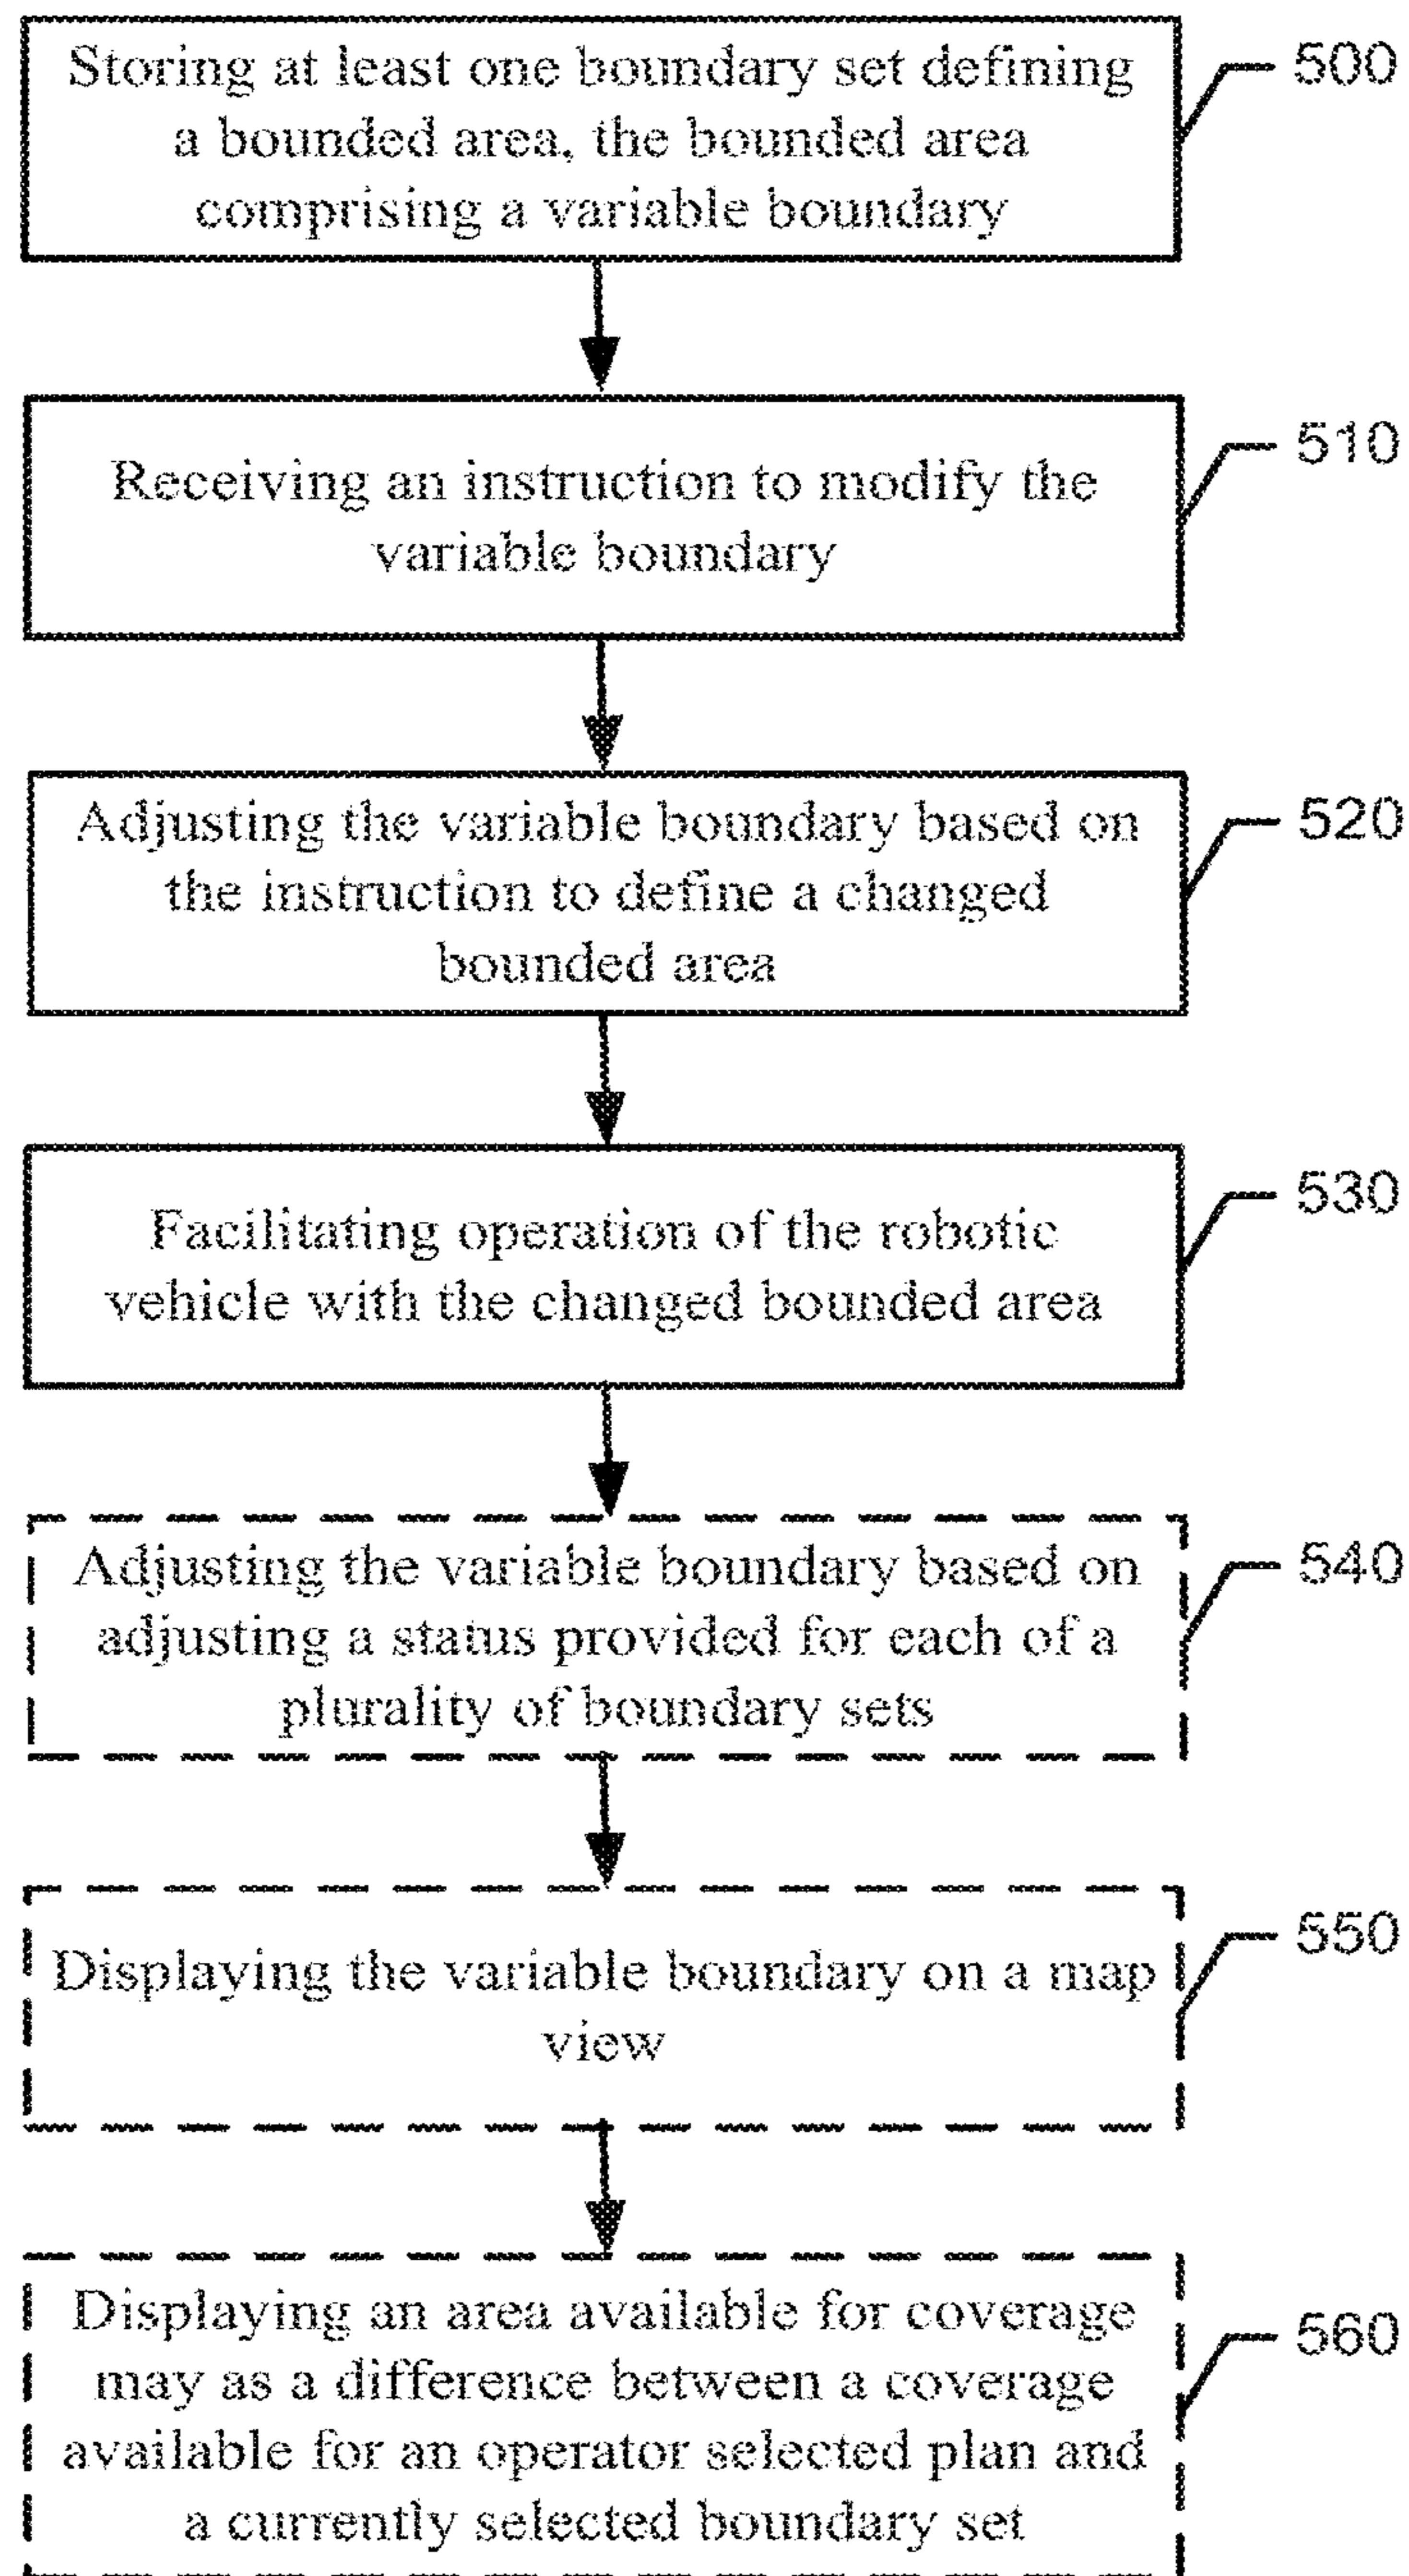 Storing at least one boundary set defining
a bounded area, the bounded area
comprising a variable boundary
500
Receiving an instruction to modify the
variable boundary
510
Adjusting the variable boundary based on
the instruction to define a changed
bounded area
520
Facilitating operation of the robotic
vehicle with the changed bounded area
530
Adjusting the variable boundary based on
adjusting a status provided for each of a
plurality of boundary sets
540
Displaying the variable boundary on a map
view
550
Displaying an area available for coverage
may as a difference between a coverage
available for an operator selected plan and
a currently selected boundary set
560